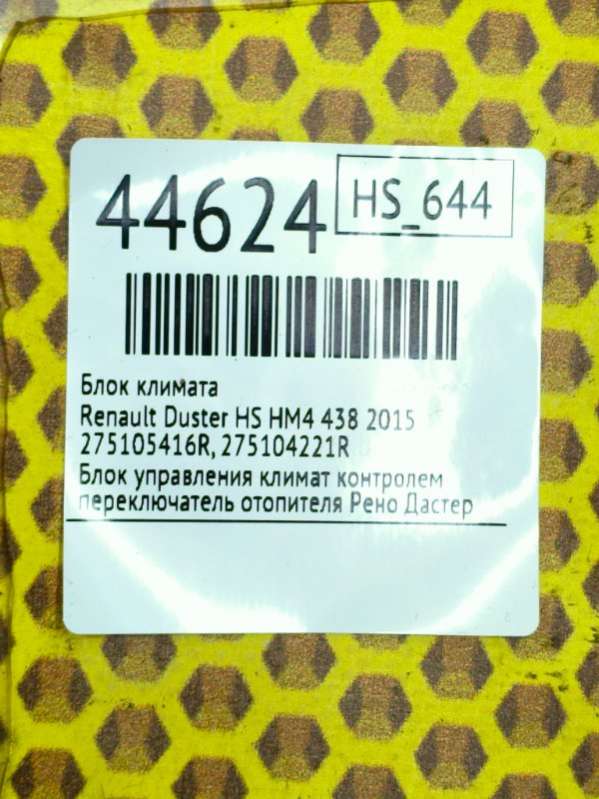 44624
HS_644
Блок климата
Renault Duster HS HM4 438 2015
275105416R, 275104221R
Блок управления климат контролем
переключатель отопителя Рено Дастер